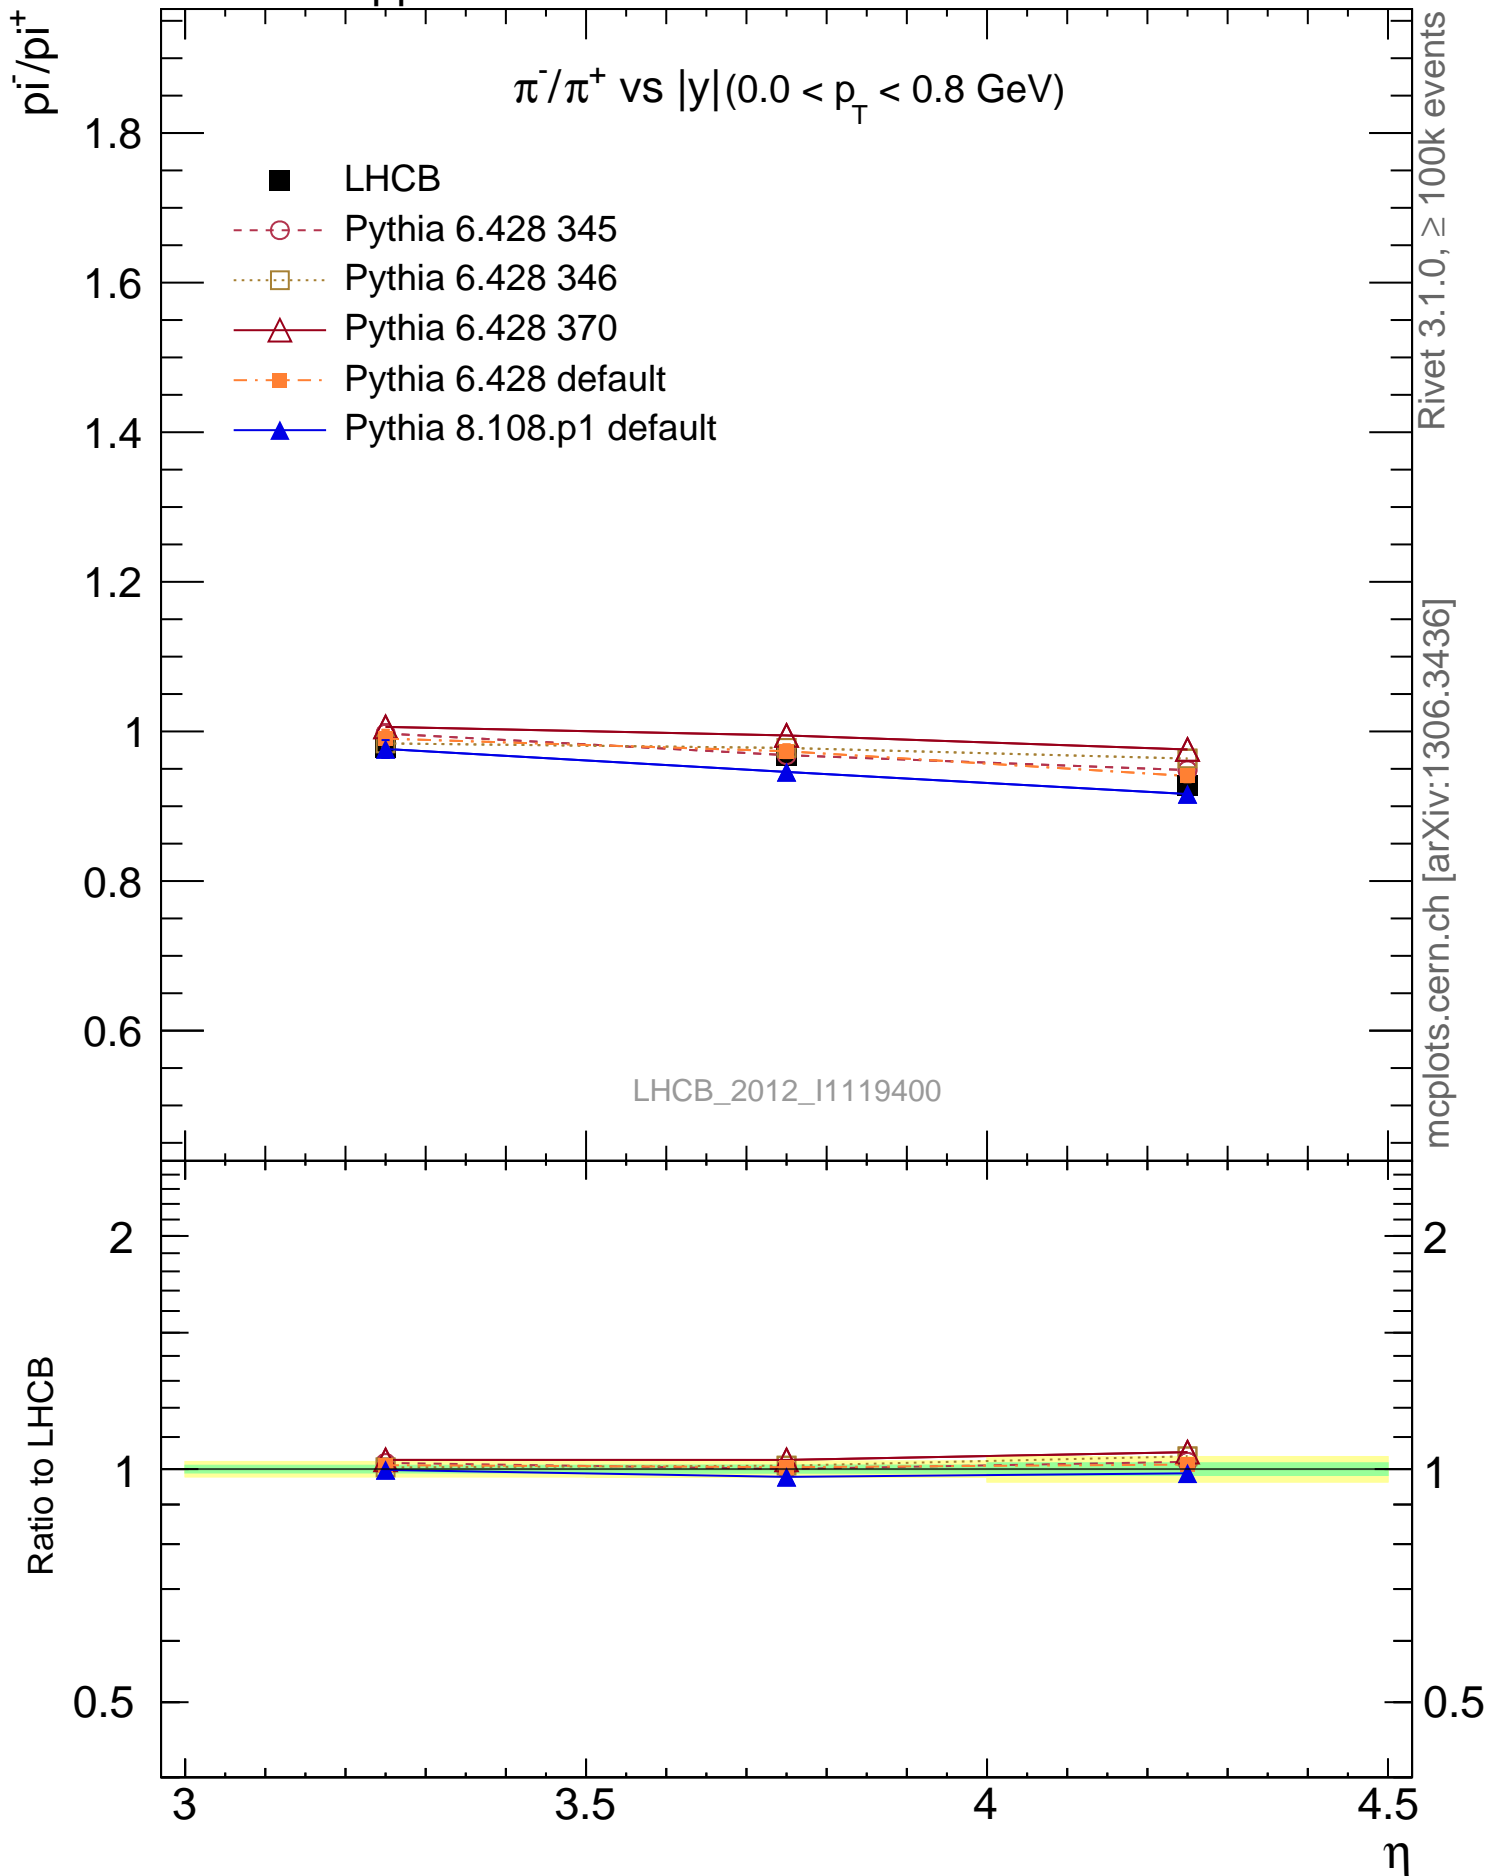 pi⁻/pi⁺
π⁻/π⁺ vs |y| (0.0 < p_T < 0.8 GeV)
LHCB
Pythia 6.428 345
Pythia 6.428 346
Pythia 6.428 370
Pythia 6.428 default
Pythia 8.108.p1 default
1.8
1.6
1.4
1.2
1
0.8
0.6
LHCB_2012_I1119400
Rivet 3.1.0, ≥ 100k events
mcplots.cern.ch [arXiv:1306.3436]
Ratio to LHCB
2
1
0.5
2
1
0.5
3
3.5
4
4.5
η